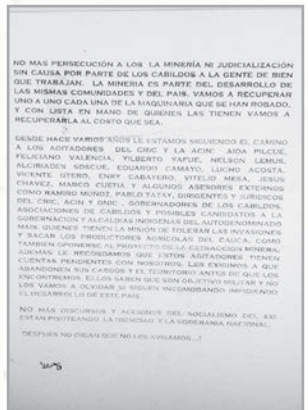 NO MAS PERSECUCIÓN A LOS LA MINERÍA NI JUDICIALIZACIÓN
SIN CAUSA POR PARTE DE LOS CABILDOS A LA GENTE DE BIEN
QUE TRABAJAN. LA MINERIA ES PARTE DEL DESARROLLO DE
LAS MISMAS COMUNIDADES Y DEL PAIS. VAMOS A RECUPERAR
UNO A UNO CADA UNA DE LA MAQUINARIA QUE SE HAN ROBADO,
Y CON LISTA EN MANO DE QUIENES LAS TIENEN VAMOS A
RECUPERARLA AL COSTO QUE SEA.
DESDE HACE VARIOS AÑOS LE ESTAMOS SIGUIENDO EL CAMINO
A LOS AGITADORES DEL CRIC Y LA ACIN: AIDA PILCUE,
FELICIANO VALENCIA, YILBERTO YAFUE, NELSON LEMUS,
ALCIBIADES ESCUE, EDUARDO CAMAYO, LUCHO ACOSTA,
VICENTE OTERO, ENRY CABALLERO, VITELIO MESA, JESUS
CHAVEZ, MARCO CUETIA Y ALGUNOS ASESORES EXTERNOS
COMO RAMIRO MUÑOZ, PABLO TATAY, DIRIGENTES Y JURIDICOS
DEL CRIC, ACIN Y ONIC, GOBERNADORES DE LOS CABILDOS,
ASOCIACIONES DE CABILDOS Y POSIBLES CANDIDATOS A LA
GOBERNACION Y ALCALDIAS INDIGENAS DEL AUTODENOMINADO
MAIS. QUIENES TIENEN LA MISION DE TOLERAR LAS INVASIONES
Y SACAR LOS PRODUCTORES AGRICOLAS DEL CAUCA, COMO
TAMBIEN OPONERSE AL PROYECTO DE LA EXTRACCION MINERA,
ADEMAS LE RECORDAMOS QUE ESTOS AGITADORES TIENEN
CUENTAS PENDIENTES CON NOSOTROS. LES EXIGIMOS A QUE
ABANDONEN SUS CARGOS Y EL TERRITORIO ANTES DE QUE LOS
ENCONTREMOS. ELLOS SABEN QUE SON OBJETIVO MILITAR Y NO
LOS VAMOS A OLVIDAR SI SIGUEN INCOMODANDO IMPIDIENDO
EL DESARROLLO DE ESTE PAIS.
NO MAS DISCURSOS Y ACCIONES DEL SOCIALISMO DEL XXI
ESTAN PISOTEANDO LA DIGNIDAD Y LA SOBERANIA NACIONAL.
DESPUES NO DIGAN QUE NO LES AVISAMOS...!